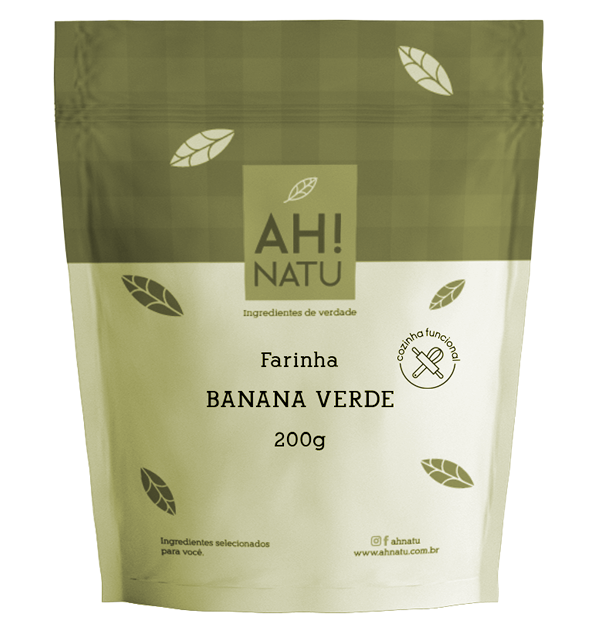 AH!
NATU
Ingredientes de verdade
cozinha funcional
Farinha
BANANA VERDE
200g
Ingredientes selecionados
para você.
ahnatu
www.ahnatu.com.br